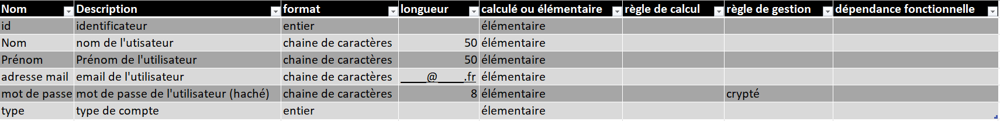 Nom Description format longueur calculé ou élémentaire règle de calcul règle de gestion dépendance fonctionnelle
id identificateur entier élémentaire
Nom nom de l'utisateur chaine de caractères 50 élémentaire
Prénom Prénom de l'utilisateur chaine de caractères 50 élémentaire
adresse mail email de l'utilisateur chaine de caractères ____@____.fr élémentaire
mot de passe mot de passe de l'utilisateur (haché) chaine de caractères 8 élémentaire crypté
type type de compte entier élementaire